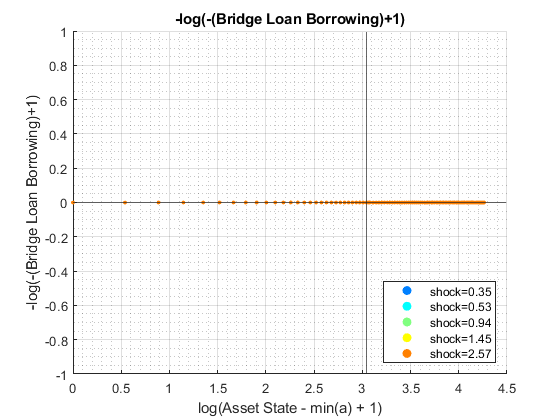 -log(-(Bridge Loan Borrowing)+1)
1
0.8
0.6
0.4
0.2
0
-0.2
-0.4
-0.6
-0.8
-1
-log(-(Bridge Loan Borrowing)+1)
shock=0.35
shock=0.53
shock=0.94
shock=1.45
shock=2.57
0 0.5 1 1.5 2 2.5 3 3.5 4 4.5
log(Asset State - min(a) + 1)